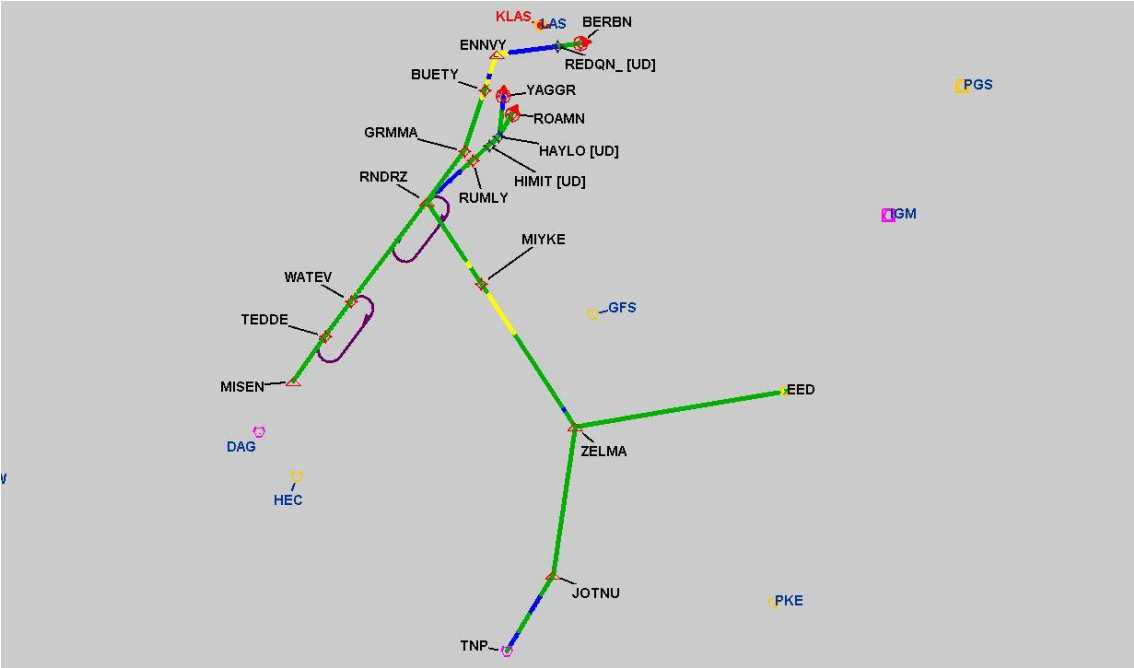 KLAS
LAS
BERBN
ENNVY
REDQN_ [UD]
BUETY
YAGGR
PGS
ROAMN
GRMMA
HAYLO [UD]
RNDRZ
HIMIT [UD]
RUMLY
IGM
MIYKE
WATEV
GFS
TEDDE
MISEN
EED
DAG
ZELMA
HEC
JOTNU
PKE
TNP